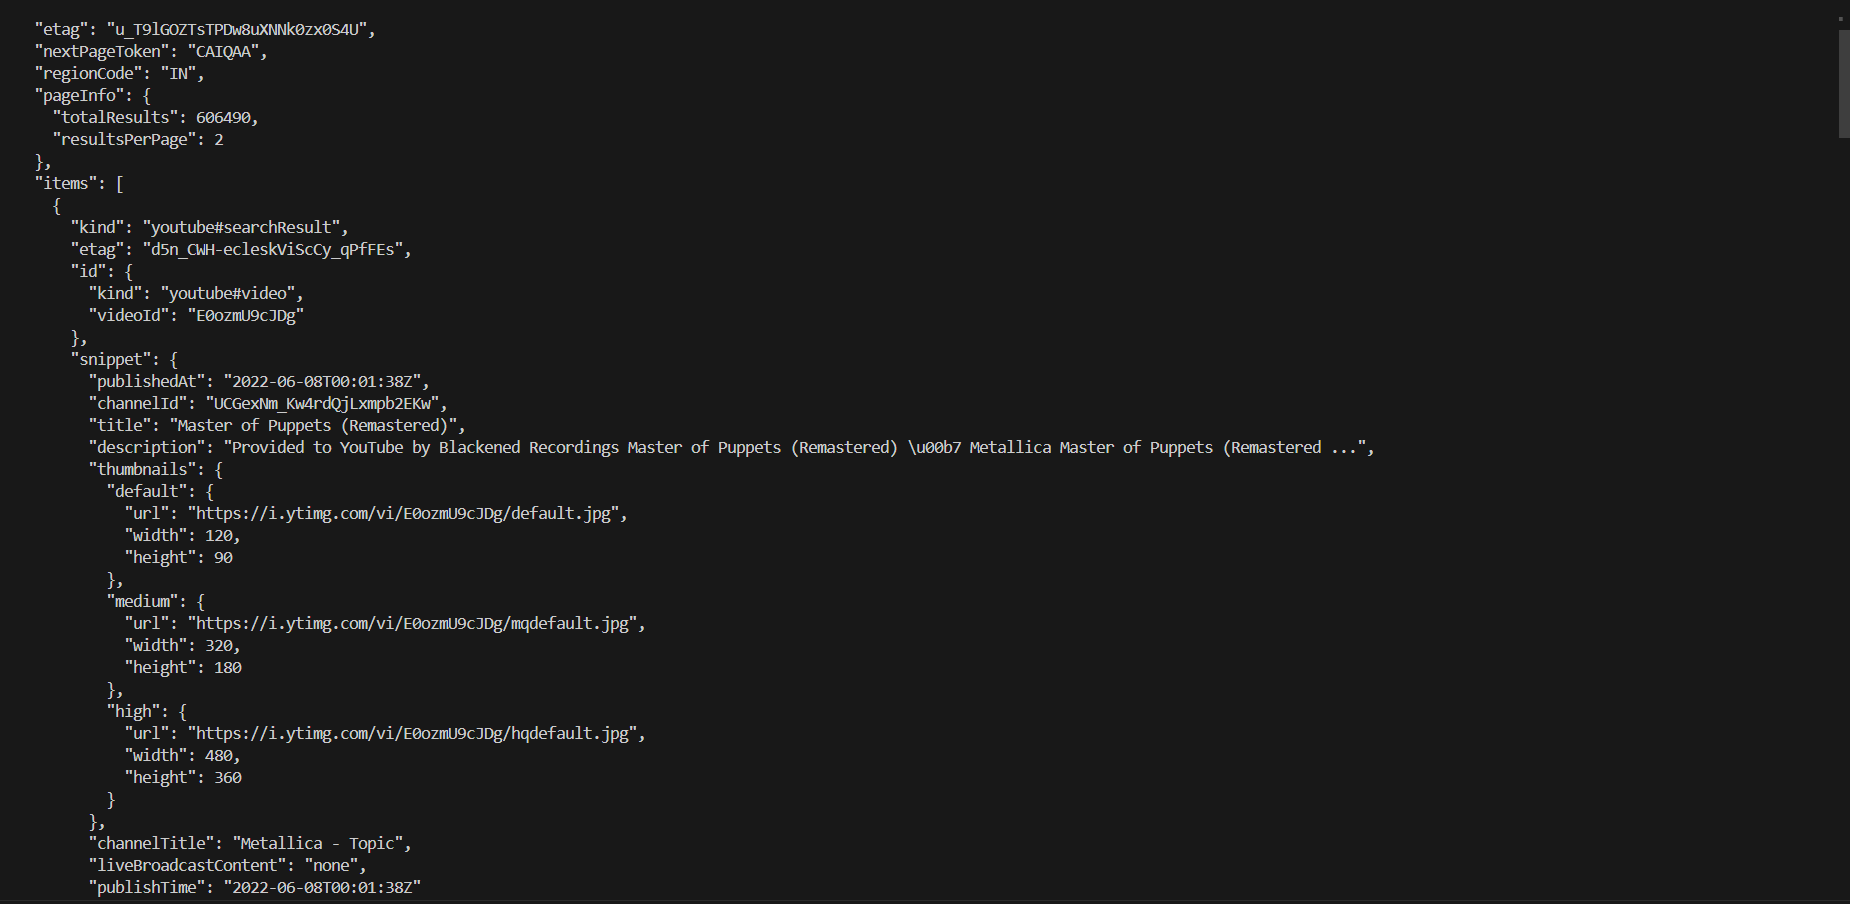 "etag": "u_T9lGOZTsTPDw8uXNNk0zx0S4U",
"nextPageToken": "CAIQAA",
"regionCode": "IN",
"pageInfo": {
"totalResults": 606490,
"resultsPerPage": 2
},
"items": [
{
"kind": "youtube#searchResult",
"etag": "d5n_CWH-ecleskViScCy_qPfFEs",
"id": {
"kind": "youtube#video",
"videoId": "E0ozmU9cJDg"
},
"snippet": {
"publishedAt": "2022-06-08T00:01:38Z",
"channelId": "UCGexNm_Kw4rdQjLxmpb2EKw",
"title": "Master of Puppets (Remastered)",
"description": "Provided to YouTube by Blackened Recordings Master of Puppets (Remastered) \u00b7 Metallica Master of Puppets (Remastered ...",
"thumbnails": {
"default": {
"url": "https://i.ytimg.com/vi/E0ozmU9cJDg/default.jpg",
"width": 120,
"height": 90
},
"medium": {
"url": "https://i.ytimg.com/vi/E0ozmU9cJDg/mqdefault.jpg",
"width": 320,
"height": 180
},
"high": {
"url": "https://i.ytimg.com/vi/E0ozmU9cJDg/hqdefault.jpg",
"width": 480,
"height": 360
}
},
"channelTitle": "Metallica - Topic",
"liveBroadcastContent": "none",
"publishTime": "2022-06-08T00:01:38Z"